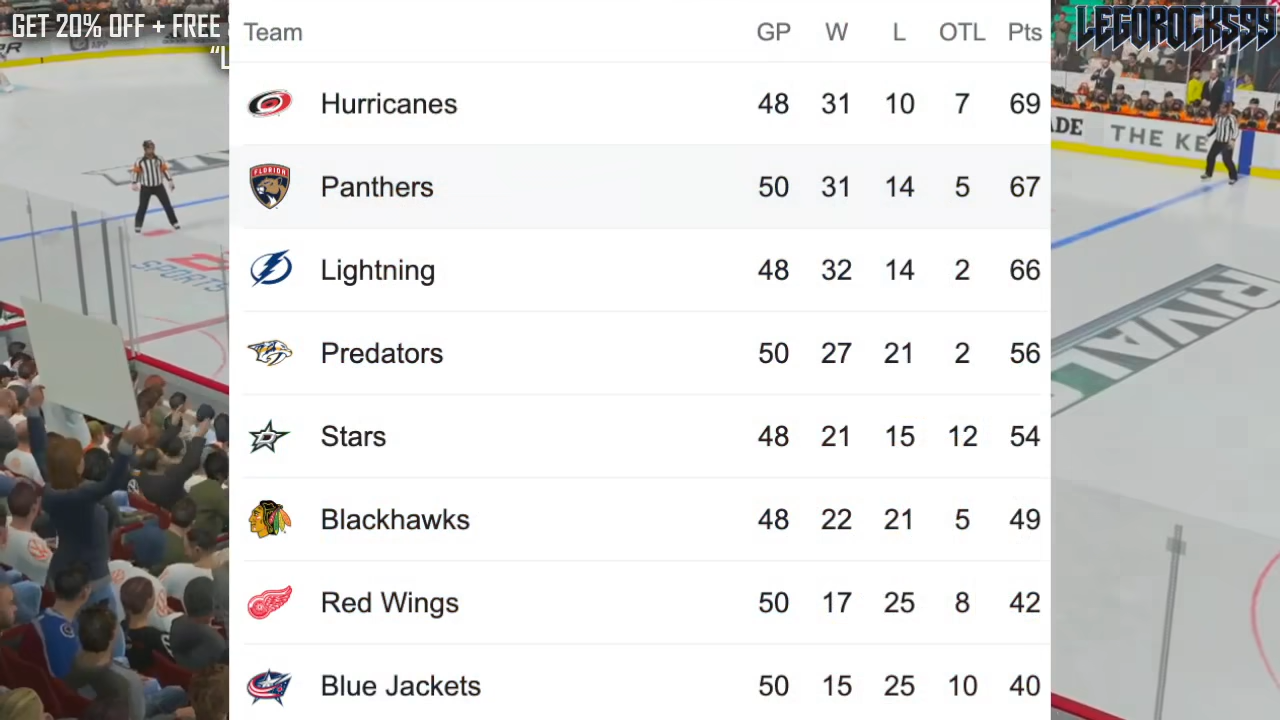 GET 20% OFF + FREE
“L
LEGOROCKS99
Team GP W L OTL Pts
Hurricanes 48 31 10 7 69
FLORIDA
Panthers 50 31 14 5 67
Lightning 48 32 14 2 66
Predators 50 27 21 2 56
Stars 48 21 15 12 54
Blackhawks 48 22 21 5 49
Red Wings 50 17 25 8 42
Blue Jackets 50 15 25 10 40
SPORTS
THE KE
RIVAL